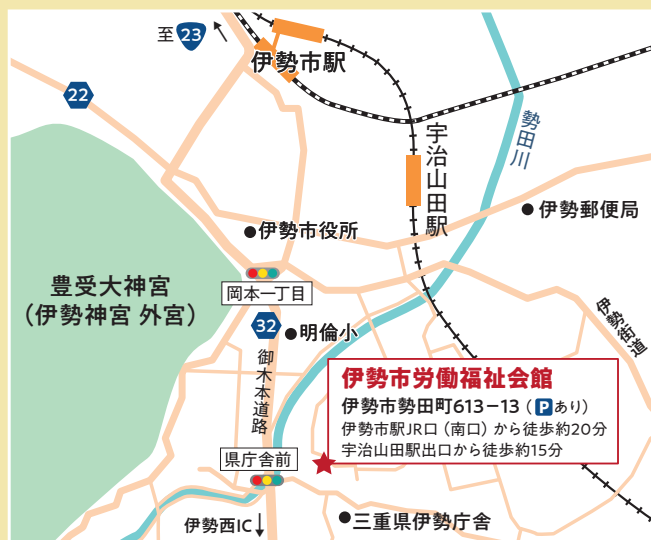 至23
伊勢市駅
22
宇治山田駅
勢田川
伊勢郵便局
伊勢市役所
豊受大神宮
（伊勢神宮 外宮）
岡本一丁目
32
明倫小
御木本道路
伊勢街道
伊勢市労働福祉会館
伊勢市勢田町613−13（Pあり）
伊勢市駅JR口（南口）から徒歩約20分
宇治山田駅出口から徒歩約15分
県庁舎前
伊勢西IC↓
三重県伊勢庁舎